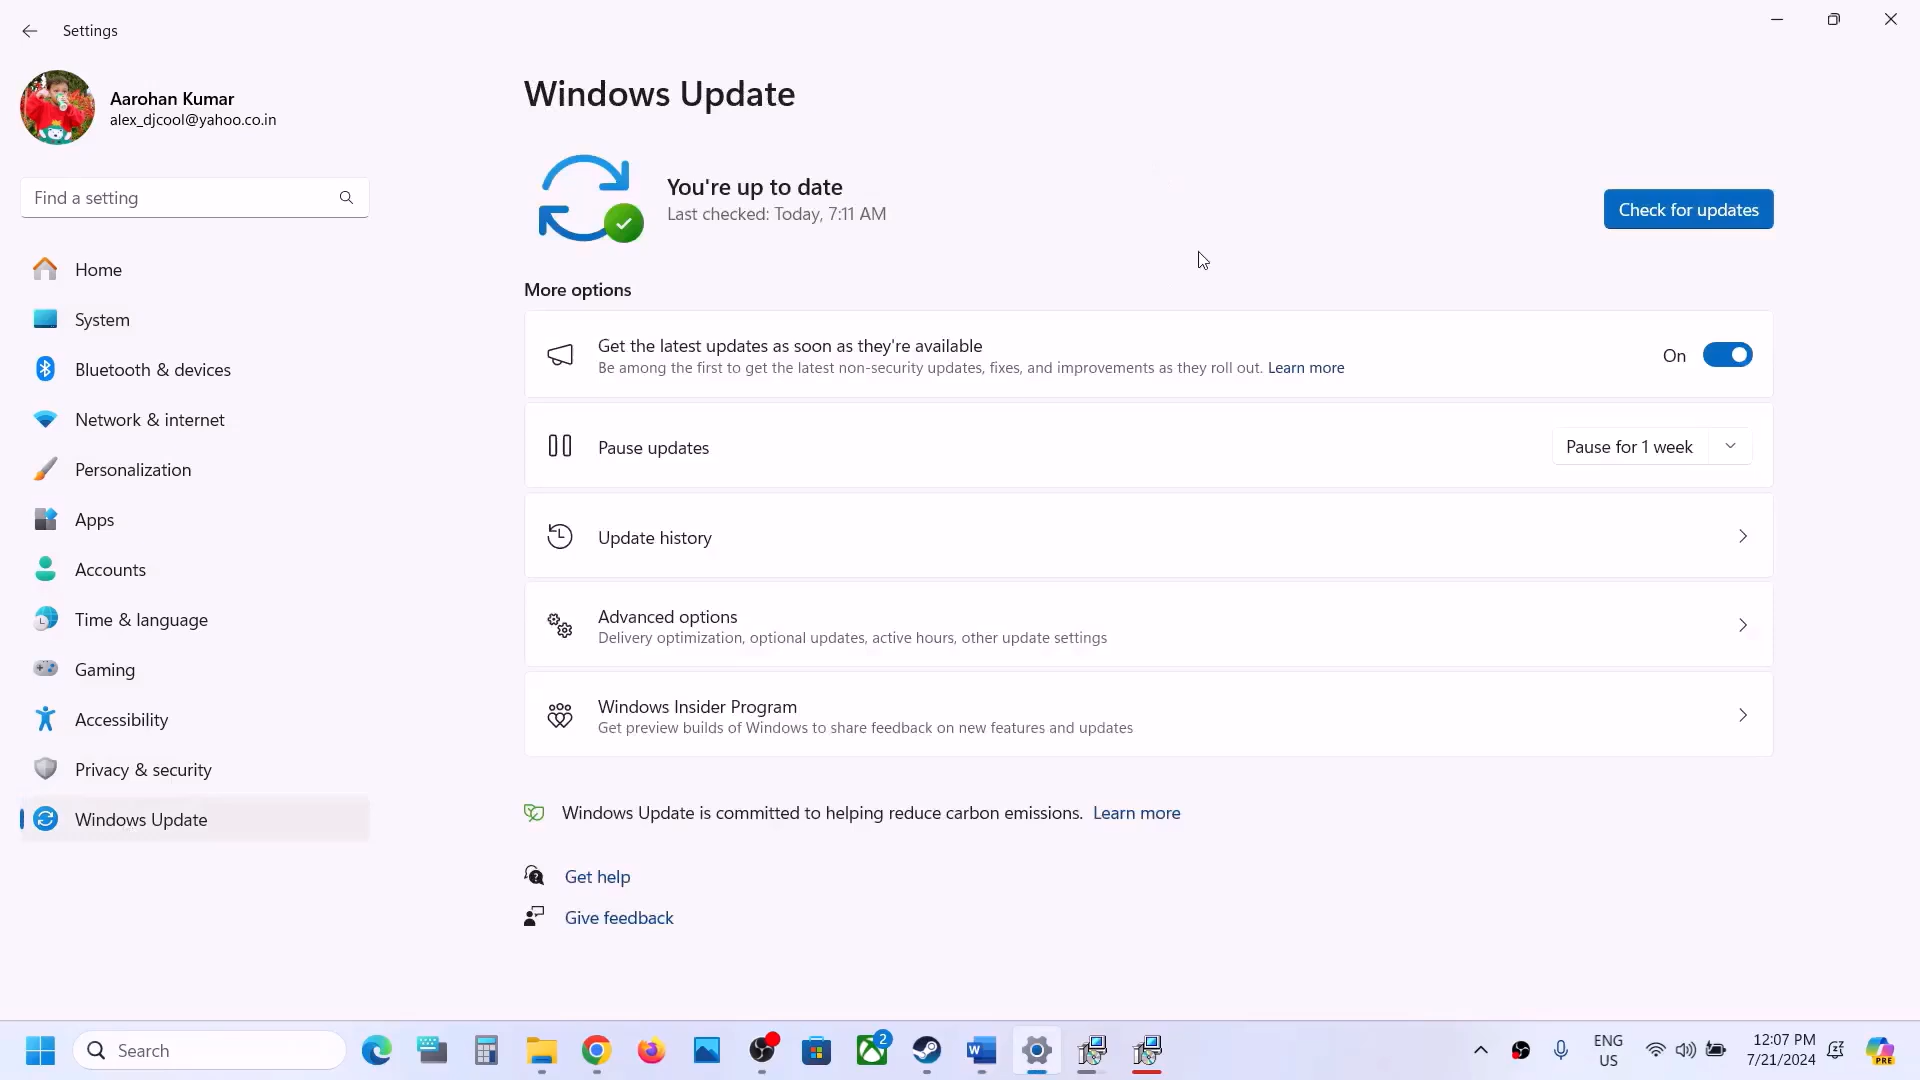 Settings
Aarohan Kumar
alex_djcool@yahoo.co.in
Find a setting
Home
System
Bluetooth & devices
Network & internet
Personalization
Apps
Accounts
Time & language
Gaming
Accessibility
Privacy & security
Windows Update
Windows Update
You're up to date
Last checked: Today, 7:11 AM
Check for updates
More options
Get the latest updates as soon as they're available
Be among the first to get the latest non-security updates, fixes, and improvements as they roll out. Learn more
On
Pause updates
Pause for 1 week
Update history
Advanced options
Delivery optimization, optional updates, active hours, other update settings
Windows Insider Program
Get preview builds of Windows to share feedback on new features and updates
Windows Update is committed to helping reduce carbon emissions. Learn more
Get help
Give feedback
Search
2
W
ENG
US
12:07 PM
7/21/2024
PRE